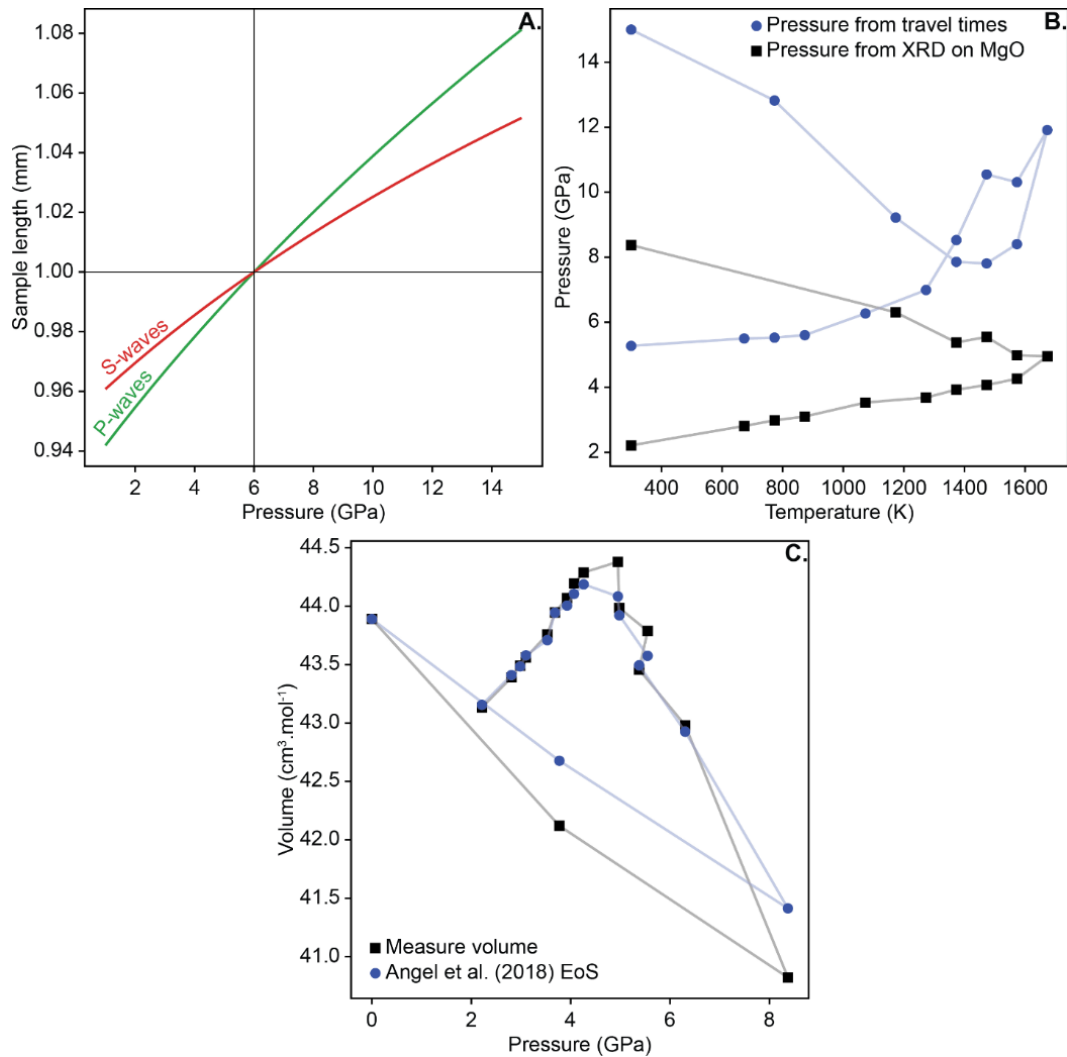 A.
1.08
1.06
1.04
1.02
1.00
0.98
0.96
0.94
Sample length (mm)
S-waves
P-waves
2 4 6 8 10 12 14
Pressure (GPa)
B.
Pressure from travel times
Pressure from XRD on MgO
14
12
10
8
6
4
2
Pressure (GPa)
400 600 800 1000 1200 1400 1600
Temperature (K)
C.
44.5
44.0
43.5
43.0
42.5
42.0
41.5
41.0
Volume (cm³.mol⁻¹)
Measure volume
Angel et al. (2018) EoS
0 2 4 6 8
Pressure (GPa)